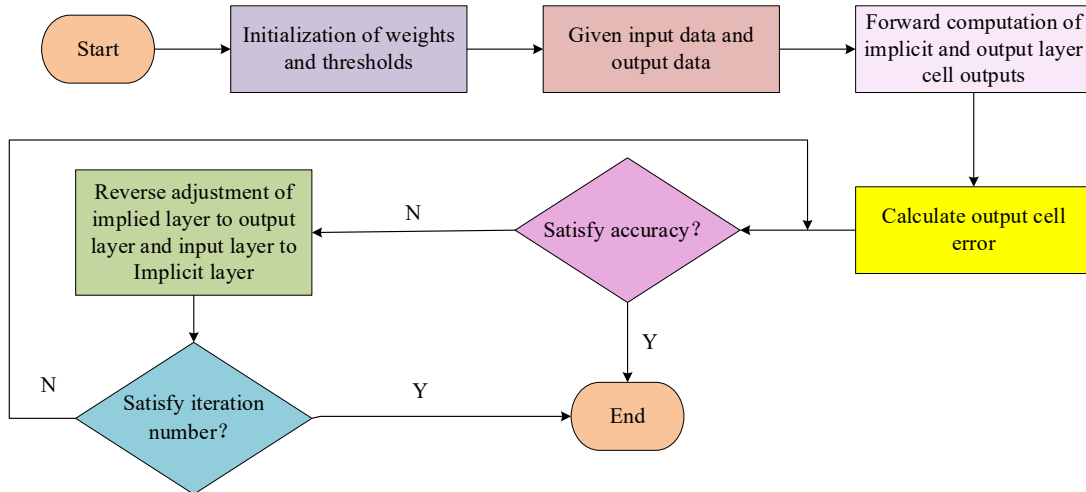 Start
Initialization of weights
and thresholds
Given input data and
output data
Forward computation of
implicit and output layer
cell outputs
Calculate output cell
error
Satisfy accuracy?
N
Y
Reverse adjustment of
implied layer to output
layer and input layer to
Implicit layer
Satisfy iteration
number?
N
Y
End